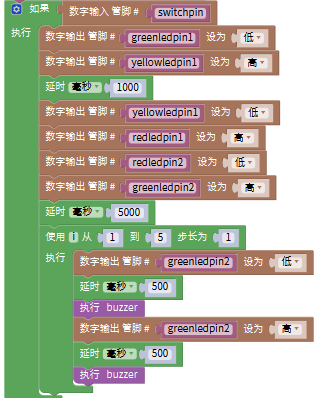 如果 数字输入 管脚 # switchpin
执行 数字输出 管脚 # greenledpin1 设为 低
数字输出 管脚 # yellowledpin1 设为 高
延时 毫秒 1000
数字输出 管脚 # yellowledpin1 设为 低
数字输出 管脚 # redledpin1 设为 高
数字输出 管脚 # redledpin2 设为 低
数字输出 管脚 # greenledpin2 设为 高
延时 毫秒 5000
使用 i 从 1 到 5 步长为 1
执行 数字输出 管脚 # greenledpin2 设为 低
延时 毫秒 500
执行 buzzer
数字输出 管脚 # greenledpin2 设为 高
延时 毫秒 500
执行 buzzer